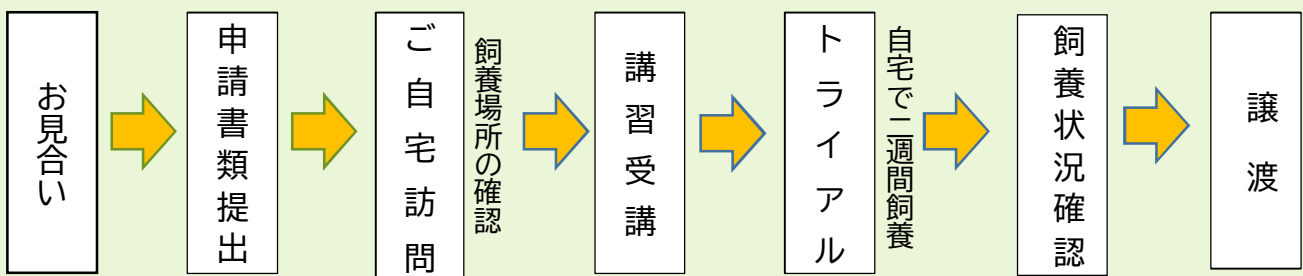 お見合い
申請書類提出
ご自宅訪問
飼養場所の確認
講習受講
トライアル
自宅で二週間飼養
飼養状況確認
譲渡